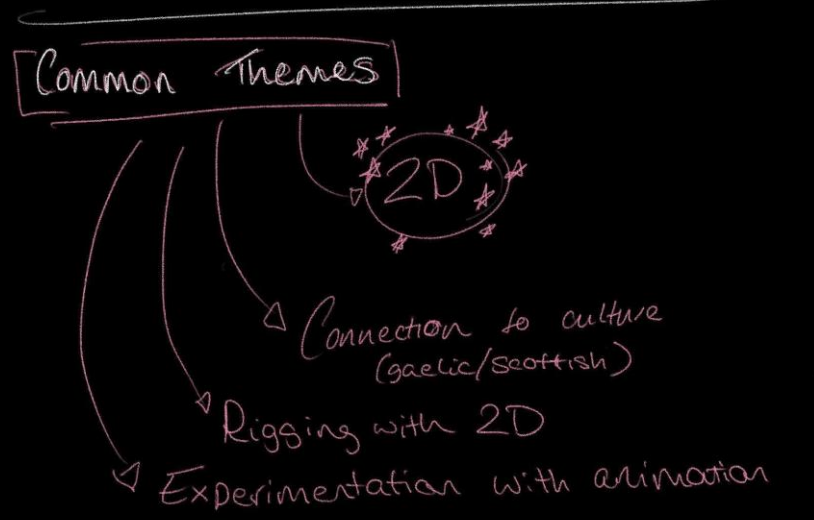 Common Themes
2D
Connection to culture
(gaelic/scottish)
Rigging with 2D
Experimentation with animation